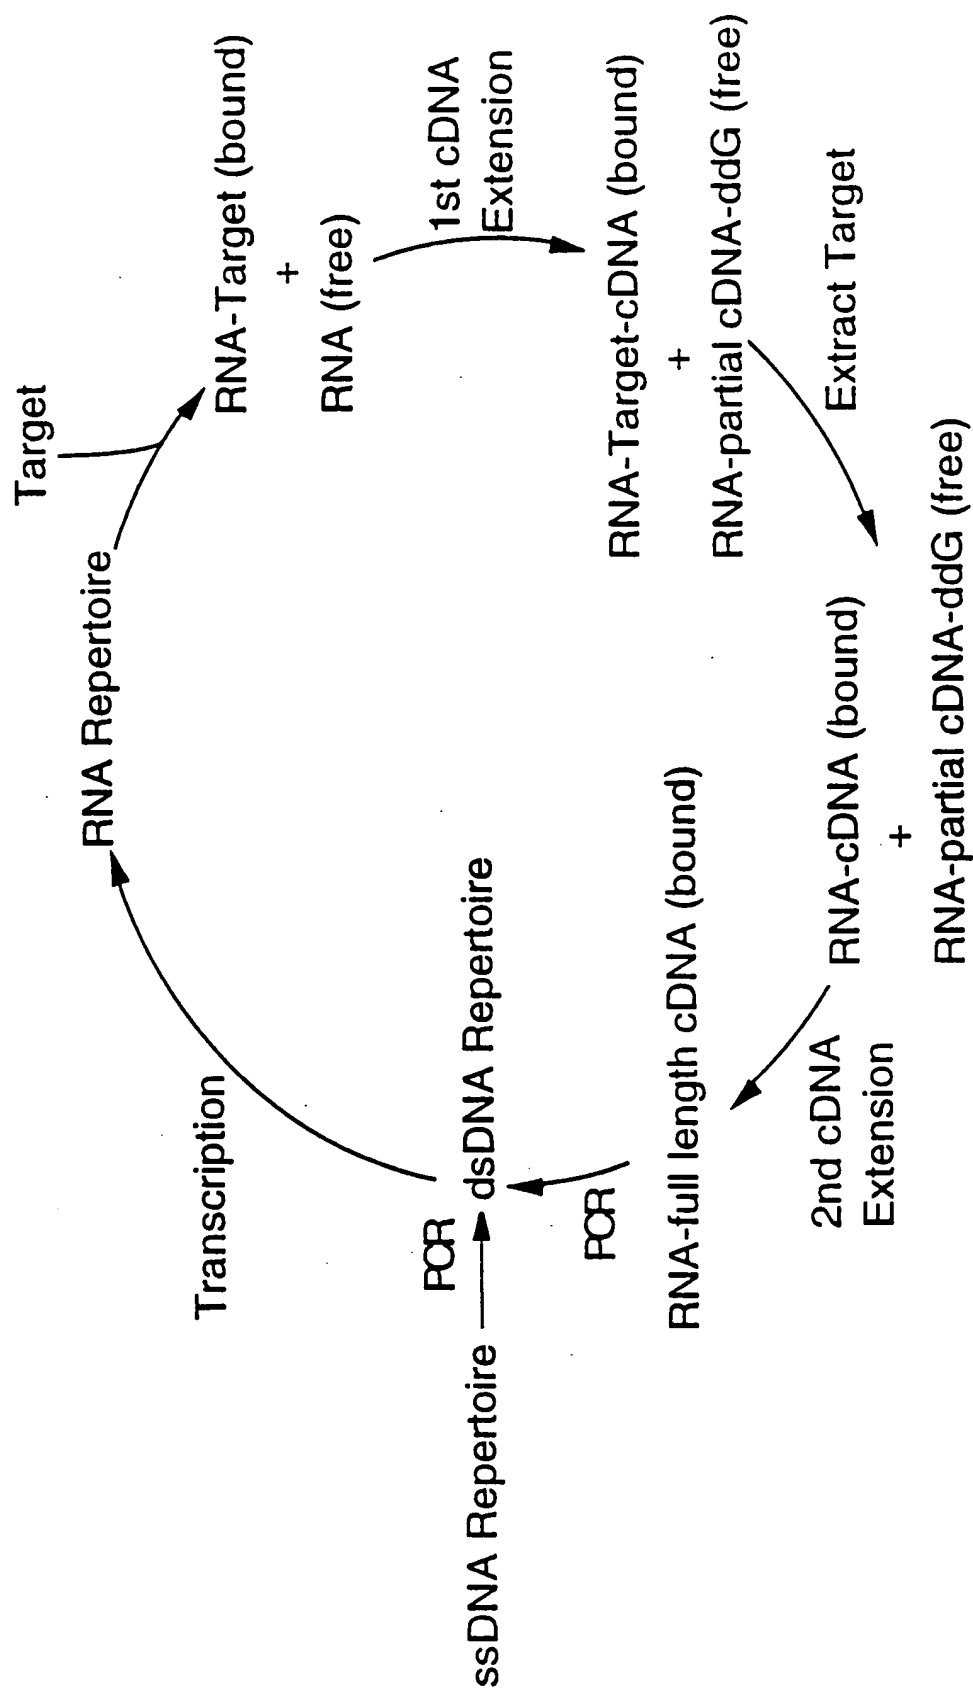 ssDNA Repertoire
PCR
dsDNA Repertoire
Transcription
RNA Repertoire
Target
RNA-Target (bound)
+
RNA (free)
1st cDNA
Extension
RNA-Target-cDNA (bound)
+
RNA-partial cDNA-ddG (free)
Extract Target
RNA-cDNA (bound)
+
RNA-partial cDNA-ddG (free)
2nd cDNA
Extension
RNA-full length cDNA (bound)
PCR